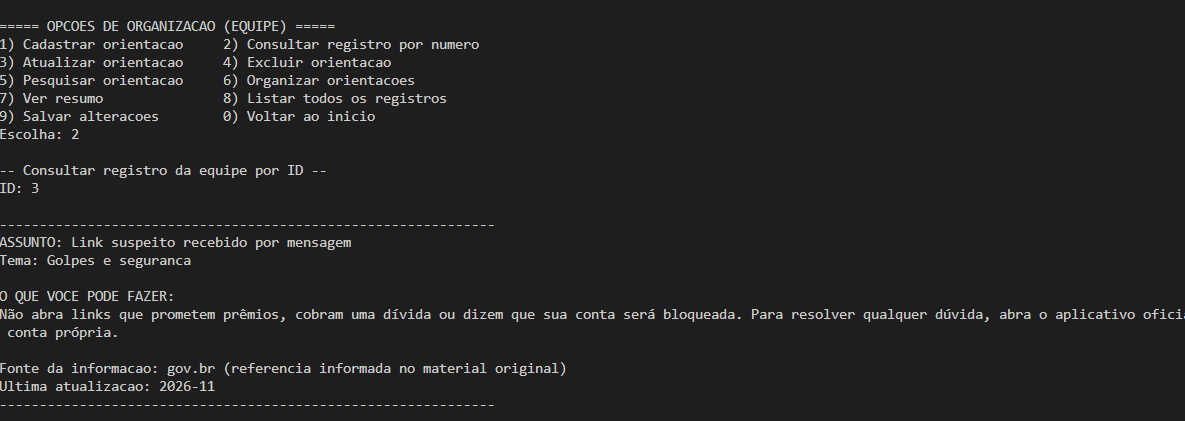 ===== OPCOES DE ORGANIZACAO (EQUIPE) =====
1) Cadastrar orientacao     2) Consultar registro por numero
3) Atualizar orientacao     4) Excluir orientacao
5) Pesquisar orientacao     6) Organizar orientacoes
7) Ver resumo               8) Listar todos os registros
9) Salvar alteracoes        0) Voltar ao inicio
Escolha: 2
-- Consultar registro da equipe por ID --
ID: 3
--------------------------------------------------------------
ASSUNTO: Link suspeito recebido por mensagem
Tema: Golpes e seguranca
O QUE VOCE PODE FAZER:
Não abra links que prometem prêmios, cobram uma dívida ou dizem que sua conta será bloqueada. Para resolver qualquer dúvida, abra o aplicativo
conta própria.
Fonte da informacao: gov.br (referencia informada no material original)
Ultima atualizacao: 2026-11
--------------------------------------------------------------